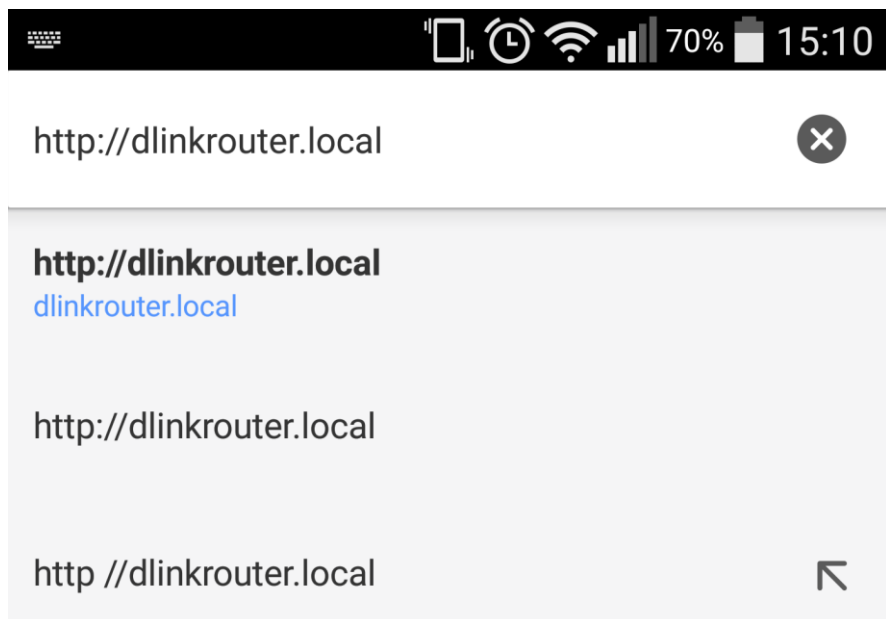 70% 15:10
http://dlinkrouter.local
http://dlinkrouter.local
dlinkrouter.local
http://dlinkrouter.local
http //dlinkrouter.local